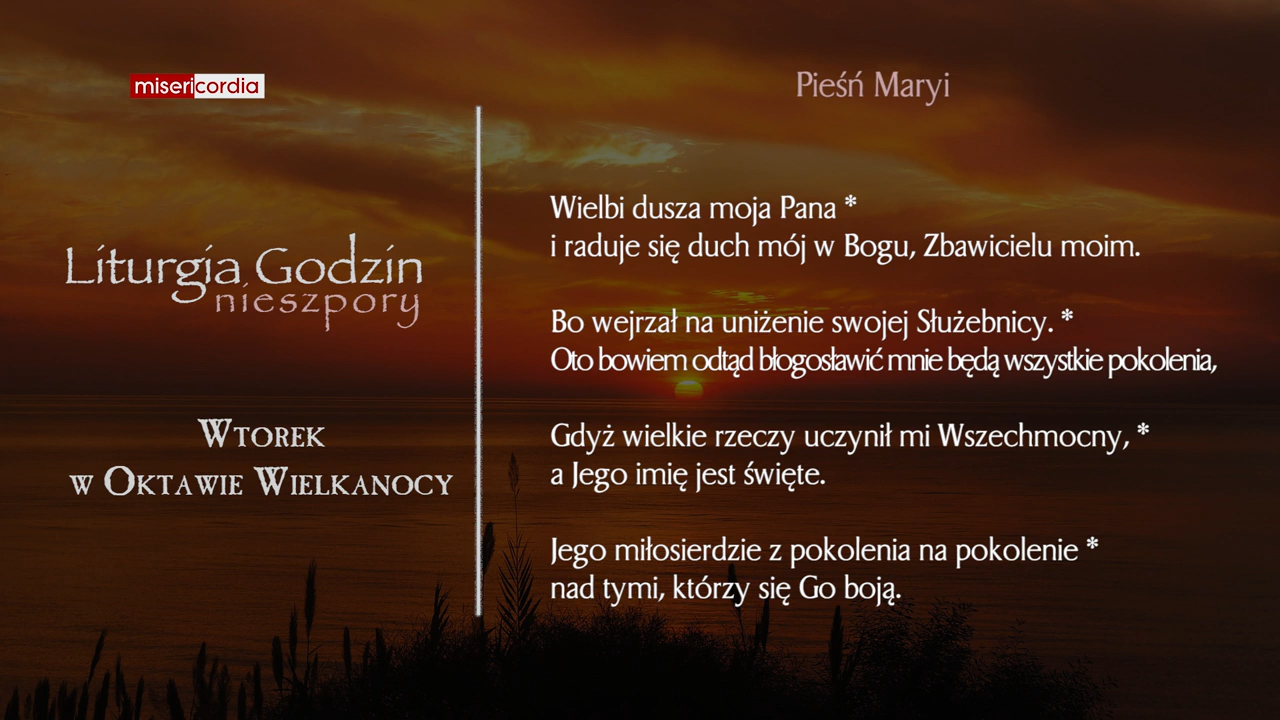 misericordia
Liturgia Godzin
nieszpory
Wtorek
w Oktawie Wielkanocy
Pieśń Maryi
Wielbi dusza moja Pana *
i raduje się duch mój w Bogu, Zbawicielu moim.
Bo wejrzał na uniżenie swojej Służebnicy. *
Oto bowiem odtąd błogosławić mnie będą wszystkie pokolenia,
Gdyż wielkie rzeczy uczynił mi Wszechmocny, *
a Jego imię jest święte.
Jego miłosierdzie z pokolenia na pokolenie *
nad tymi, którzy się Go boją.